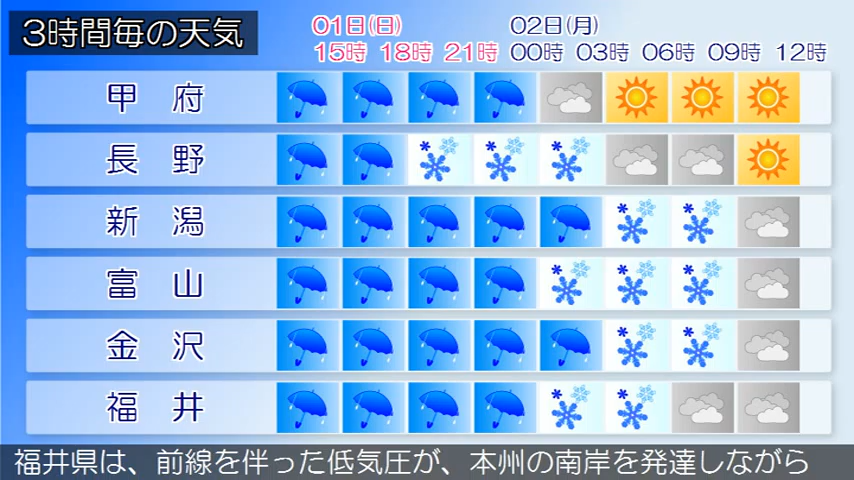 3時間毎の天気
01日(日) 02日(月)
15時 18時 21時 00時 03時 06時 09時 12時
甲府
長野
新潟
富山
金沢
福井
福井県は、前線を伴った低気圧が、本州の南岸を発達しながら